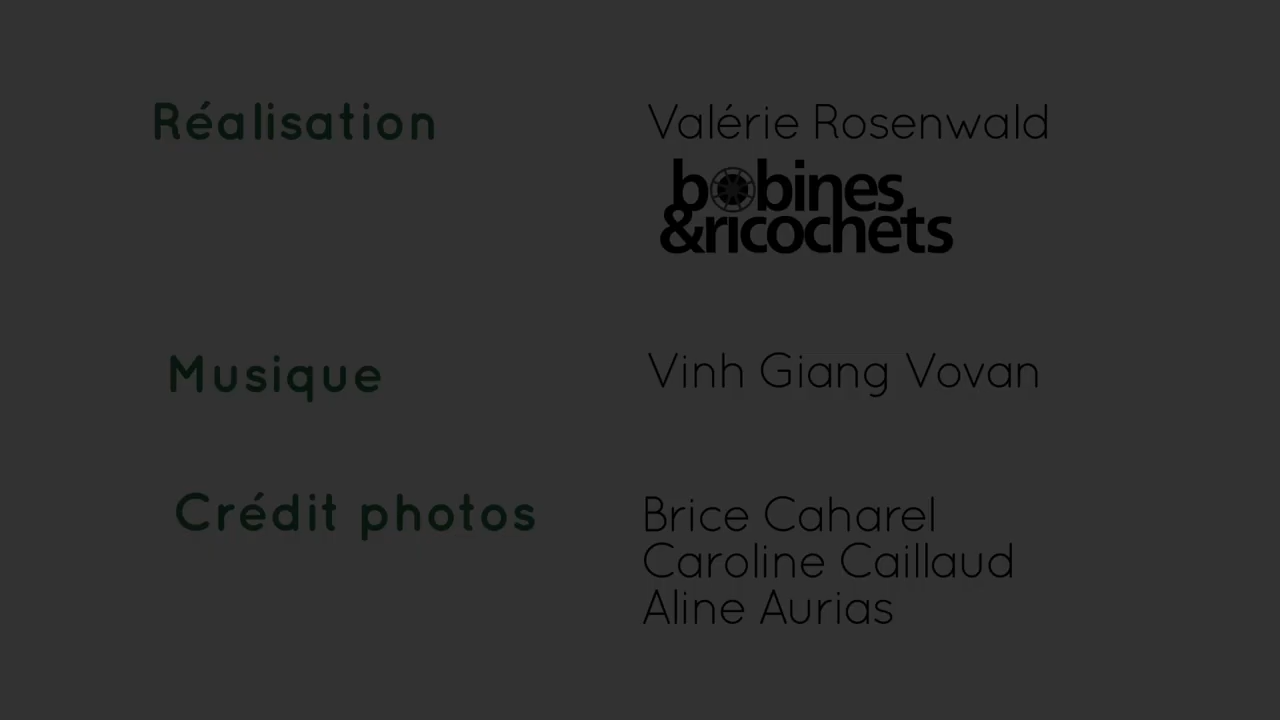 Réalisation
Valérie Rosenwald
bobines
&ricochets
Musique
Vinh Giang Vovan
Crédit photos
Brice Caharel
Caroline Caillaud
Aline Aurias